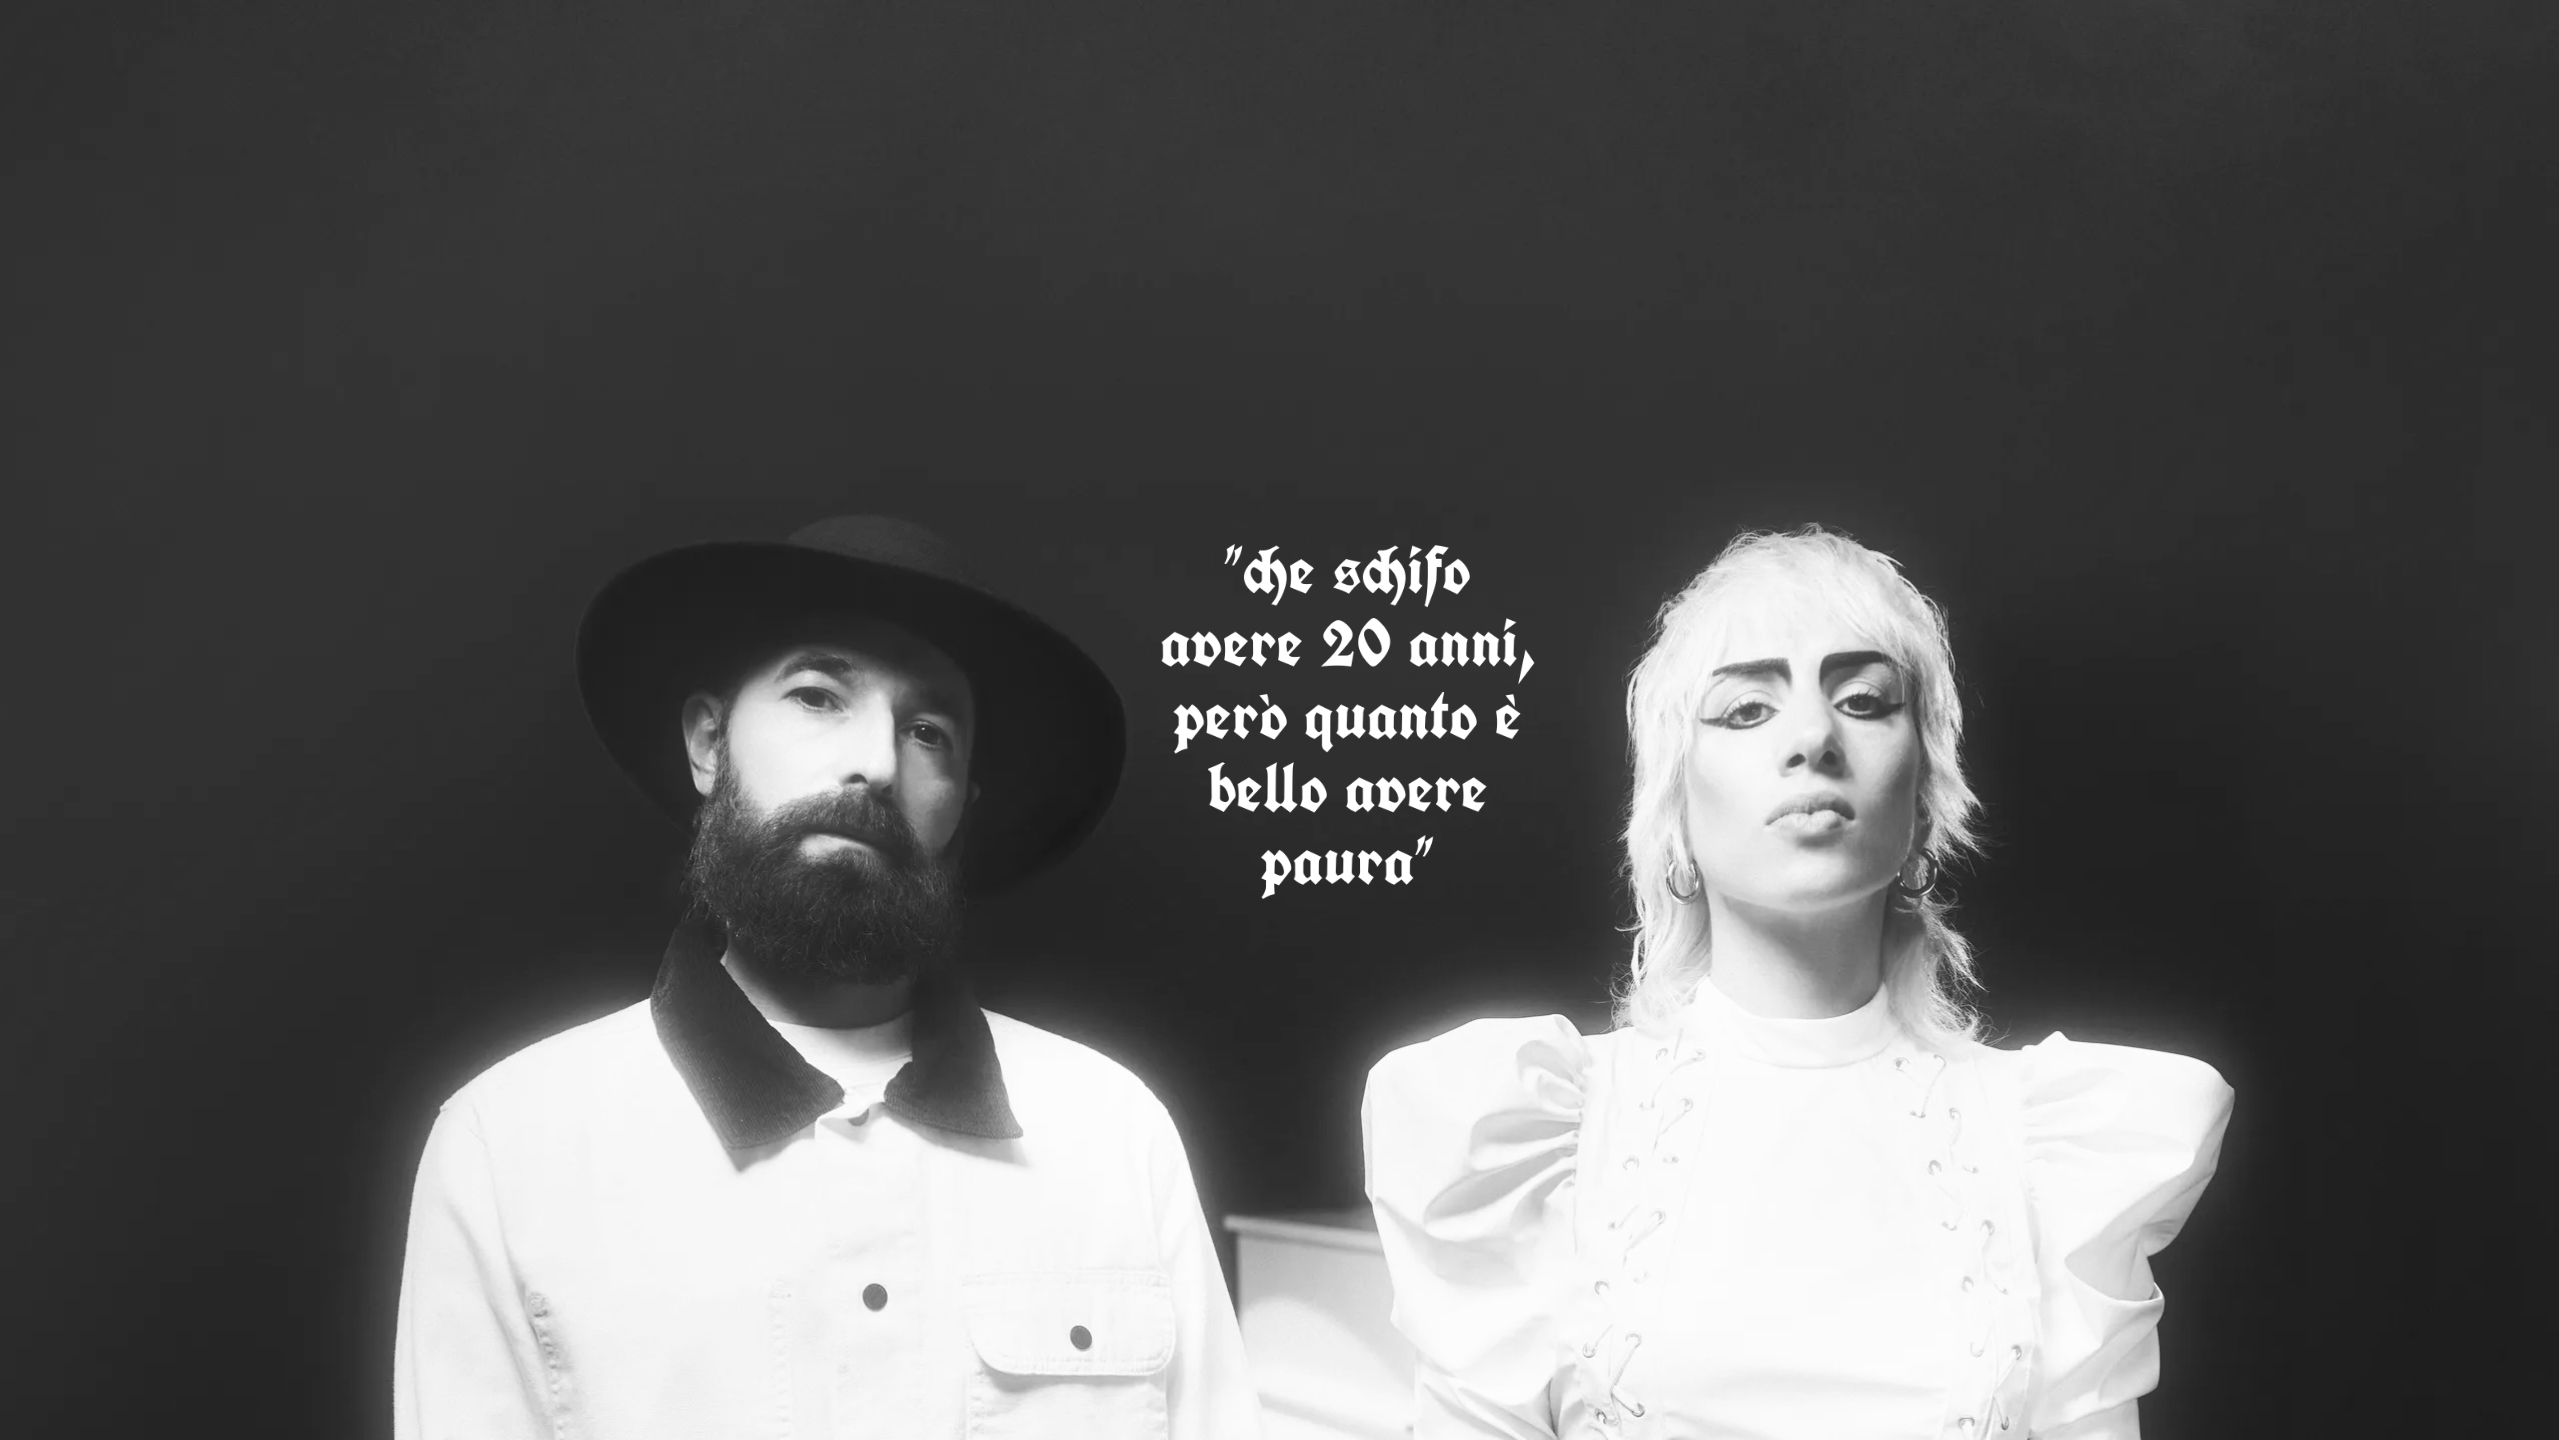 "che schifo
avere 20 anni,
però quanto è
bello avere
paura"